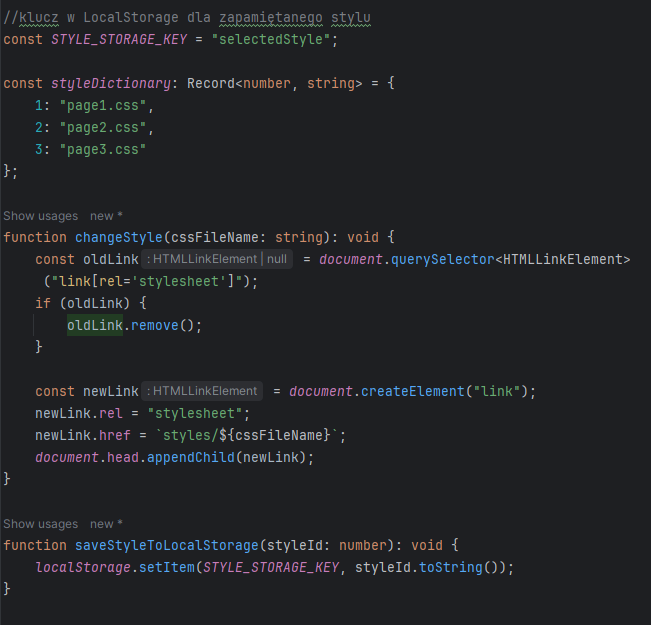 //klucz w LocalStorage dla zapamiętanego stylu
const STYLE_STORAGE_KEY = "selectedStyle";
const styleDictionary: Record<number, string> = {
1: "page1.css",
2: "page2.css",
3: "page3.css"
};
Show usages new *
function changeStyle(cssFileName: string): void {
const oldLink : HTMLLinkElement | null = document.querySelector<HTMLLinkElement>
("link[rel='stylesheet']");
if (oldLink) {
oldLink.remove();
}
const newLink : HTMLLinkElement = document.createElement("link");
newLink.rel = "stylesheet";
newLink.href = `styles/${cssFileName}`;
document.head.appendChild(newLink);
}
Show usages new *
function saveStyleToLocalStorage(styleId: number): void {
localStorage.setItem(STYLE_STORAGE_KEY, styleId.toString());
}